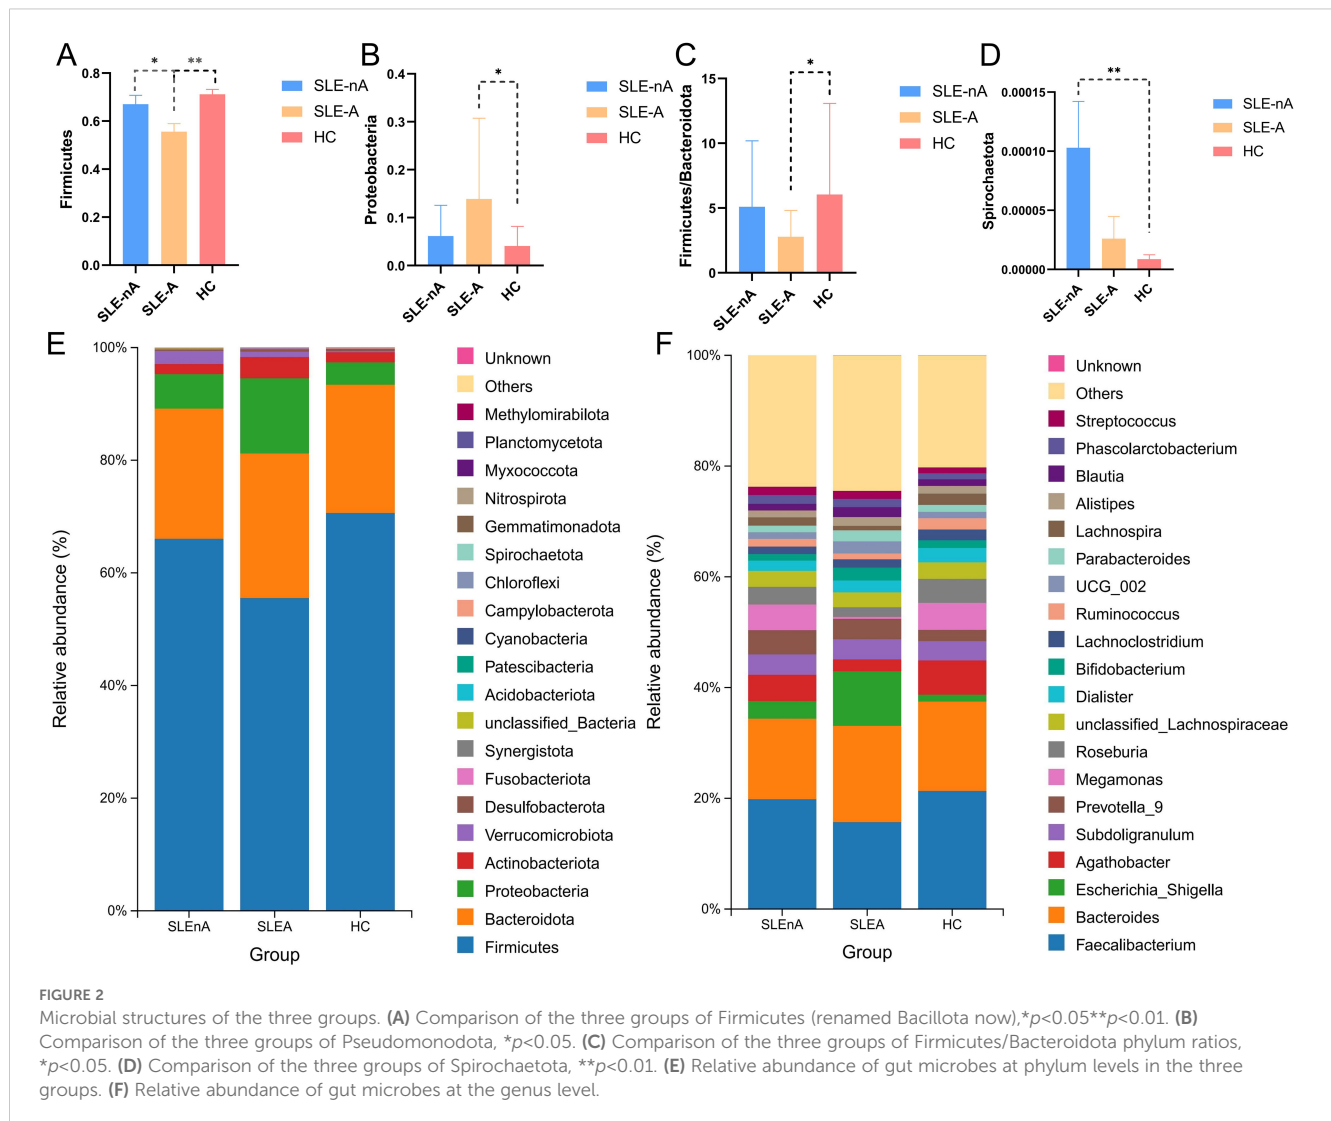 A
Firmicutes
0.8
0.6
0.4
0.2
0.0
*
**
SLE-nA
SLE-A
HC
SLE-nA
SLE-A
HC
B
Proteobacteria
0.4
0.3
0.2
0.1
0.0
*
SLE-nA
SLE-A
HC
SLE-nA
SLE-A
HC
C
Firmicutes/Bacteroidota
15
10
5
0
*
SLE-nA
SLE-A
HC
SLE-nA
SLE-A
HC
D
Spirochaetota
0.00015
0.00010
0.00005
0.00000
**
SLE-nA
SLE-A
HC
SLE-nA
SLE-A
HC
E
Relative abundance (%)
100%
80%
60%
40%
20%
0%
SLEnA
SLEA
HC
Group
Unknown
Others
Methylomirabilota
Planctomycetota
Myxococcota
Nitrospirota
Gemmatimonadota
Spirochaetota
Chloroflexi
Campylobacterota
Cyanobacteria
Patescibacteria
Acidobacteriota
unclassified_Bacteria
Synergistota
Fusobacteriota
Desulfobacterota
Verrucomicrobiota
Actinobacteriota
Proteobacteria
Bacteroidota
Firmicutes
F
Relative abundance (%)
100%
80%
60%
40%
20%
0%
SLEnA
SLEA
HC
Group
Unknown
Others
Streptococcus
Phascolarctobacterium
Blautia
Alistipes
Lachnospira
Parabacteroides
UCG_002
Ruminococcus
Lachnoclostridium
Bifidobacterium
Dialister
unclassified_Lachnospiraceae
Roseburia
Megamonas
Prevotella_9
Subdoligranulum
Agathobacter
Escherichia_Shigella
Bacteroides
Faecalibacterium
FIGURE 2
Microbial structures of the three groups. (A) Comparison of the three groups of Firmicutes (renamed Bacillota now),*p<0.05**p<0.01. (B)
Comparison of the three groups of Pseudomonodota, *p<0.05. (C) Comparison of the three groups of Firmicutes/Bacteroidota phylum ratios,
*p<0.05. (D) Comparison of the three groups of Spirochaetota, **p<0.01. (E) Relative abundance of gut microbes at phylum levels in the three
groups. (F) Relative abundance of gut microbes at the genus level.